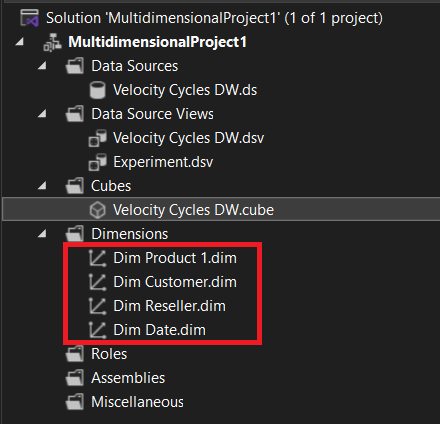 Solution 'MultidimensionalProject1' (1 of 1 project)
MultidimensionalProject1
Data Sources
Velocity Cycles DW.ds
Data Source Views
Velocity Cycles DW.dsv
Experiment.dsv
Cubes
Velocity Cycles DW.cube
Dimensions
Dim Product 1.dim
Dim Customer.dim
Dim Reseller.dim
Dim Date.dim
Roles
Assemblies
Miscellaneous